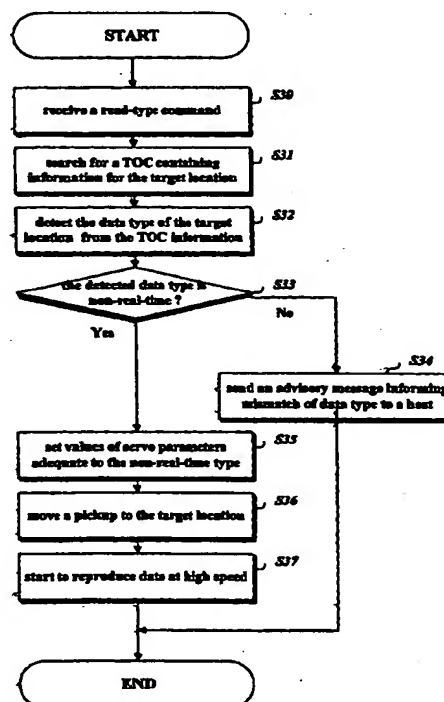 START
S30
receive a read-type command
S31
search for a TOC containing
information for the target location
S32
detect the data type of the target
location from the TOC information
S33
the detected data type is
non-real-time ?
No
Yes
S34
send an advisory message informing
mismatch of data type to a host
S35
set values of servo parameters
adequate to the non-real-time type
S36
move a pickup to the target location
S37
start to reproduce data at high speed
END